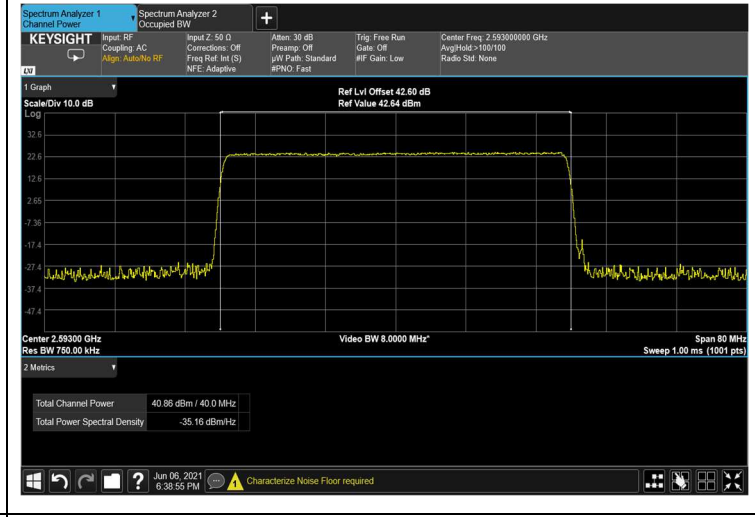 Spectrum Analyzer 1
Channel Power
Spectrum Analyzer 2
Occupied BW
KEYSIGHT
LXI
Input: RF
Coupling: AC
Align: Auto/No RF
Input Z: 50 Ω
Corrections: Off
Freq Ref: Int (S)
NFE: Adaptive
Atten: 30 dB
Preamp: Off
µW Path: Standard
#PNO: Fast
Trig: Free Run
Gate: Off
#IF Gain: Low
Center Freq: 2.593000000 GHz
Avg|Hold:>100/100
Radio Std: None
1 Graph
Scale/Div 10.0 dB
Ref Lvl Offset 42.60 dB
Ref Value 42.64 dBm
Log
32.6
22.6
12.6
2.65
-7.36
-17.4
-27.4
-37.4
-47.4
Center 2.59300 GHz
Res BW 750.00 kHz
Video BW 8.0000 MHz*
Span 80 MHz
Sweep 1.00 ms (1001 pts)
2 Metrics
Total Channel Power 40.86 dBm / 40.0 MHz
Total Power Spectral Density -35.16 dBm/Hz
?
Jun 06, 2021
6:38:55 PM
1
Characterize Noise Floor required